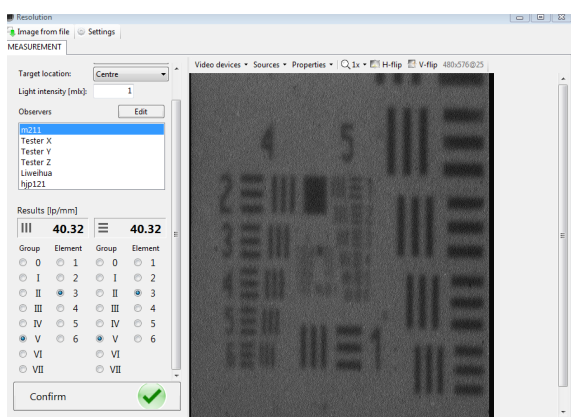 Resolution
Image from file Settings
MEASUREMENT
Video devices Sources Properties 1x H-flip V-flip 480x576@25
Target location: Centre
Light intensity [mlx]: 1
Observers Edit
m211
Tester X
Tester Y
Tester Z
Liweihua
hjp121
Results [lp/mm]
40.32 40.32
Group Element Group Element
0 1 0 1
I 2 I 2
II 3 II 3
III 4 III 4
IV 5 IV 5
V 6 V 6
VI VI
VII VII
Confirm
4 5
2
3
4
5
6
1